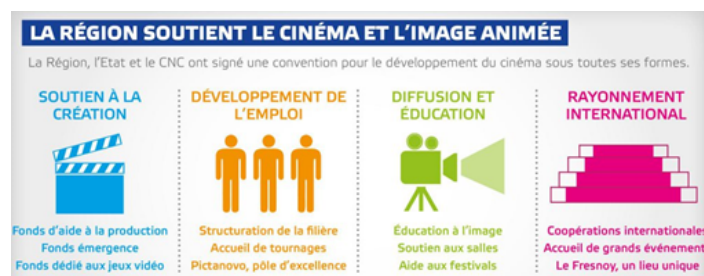 LA RÉGION SOUTIENT LE CINÉMA ET L'IMAGE ANIMÉE
La Région, l'Etat et le CNC ont signé une convention pour le développement du cinéma sous toutes ses formes.
SOUTIEN À LA
CRÉATION
Fonds d'aide à la production
Fonds émergence
Fonds dédié aux jeux vidéo
DÉVELOPPEMENT DE
L'EMPLOI
Structuration de la filière
Accueil de tournages
Pictanovo, pôle d'excellence
DIFFUSION ET
ÉDUCATION
Éducation à l'image
Soutien aux salles
Aide aux festivals
RAYONNEMENT
INTERNATIONAL
Coopérations internationales
Accueil de grands événement
Le Fresnoy, un lieu unique